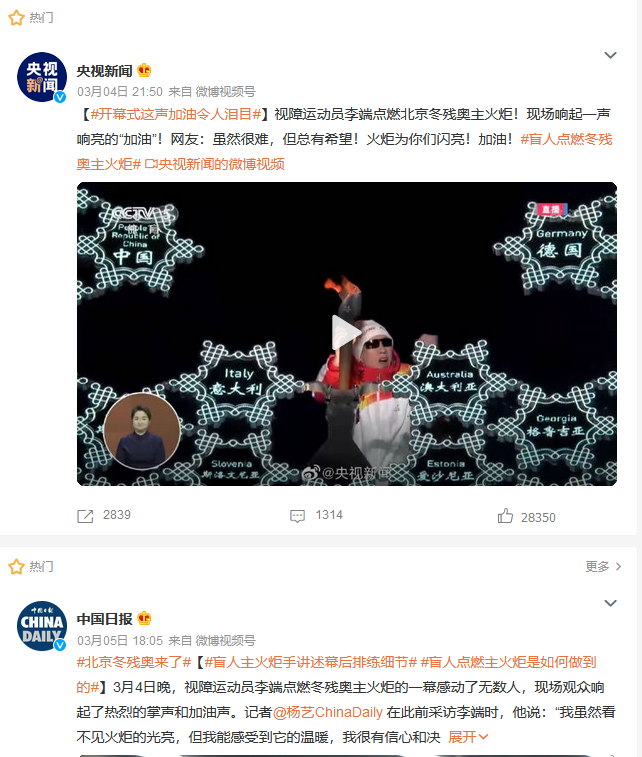 热门
央视新闻
央视
新闻
03月04日 21:50 来自 微博视频号
【#开幕式这声加油令人泪目#】视障运动员李端点燃北京冬残奥主火炬！现场响起一声
响亮的“加油”！网友：虽然很难，但总有希望！火炬为你们闪亮！加油！#盲人点燃冬残
奥主火炬# 央视新闻的微博视频
CCTV5
体育
直播
People's
Republic of
China
中国
Germany
德国
Italy
意大利
Australia
澳大利亚
Georgia
格鲁吉亚
Slovenia
斯洛文尼亚
Estonia
爱沙尼亚
@央视新闻
2839
1314
28350
热门
更多
中国日报
CHINA
DAILY
中国日报
03月05日 18:05 来自 微博视频号
#北京冬残奥来了#【#盲人主火炬手讲述幕后排练细节# #盲人点燃主火炬是如何做到
的#】3月4日晚，视障运动员李端点燃冬残奥主火炬的一幕感动了无数人，现场观众响
起了热烈的掌声和加油声。记者@杨艺ChinaDaily 在此前采访李端时，他说：“我虽然看
不见火炬的光亮，但我能感受到它的温暖，我很有信心和决 展开